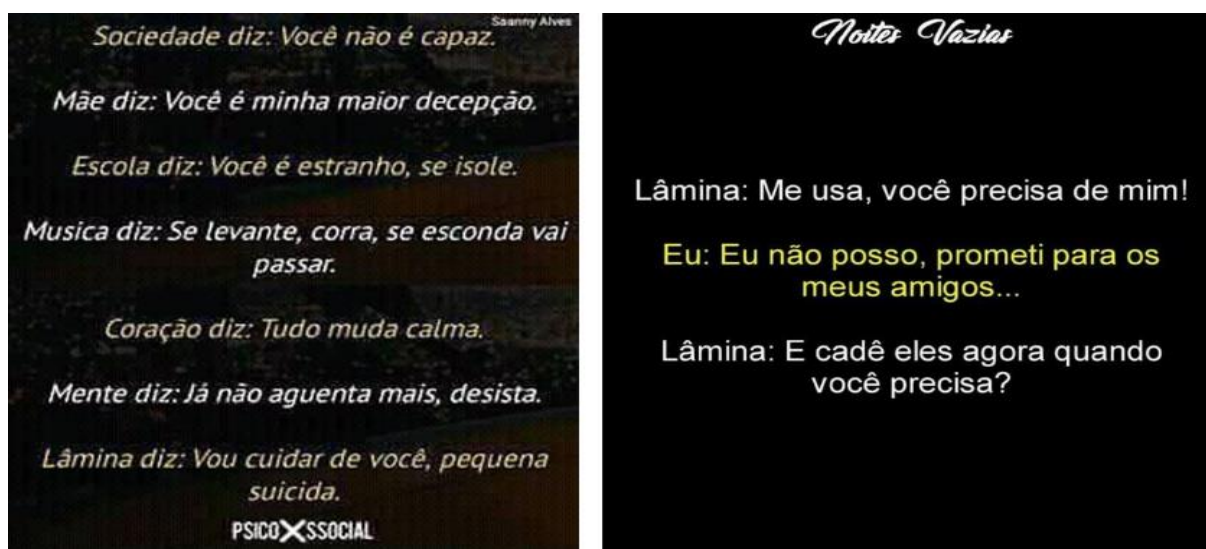 Saanny Alves
Sociedade diz: Você não é capaz.
Mãe diz: Você é minha maior decepção.
Escola diz: Você é estranho, se isole.
Musica diz: Se levante, corra, se esconda vai
passar.
Coração diz: Tudo muda calma.
Mente diz: Já não aguenta mais, desista.
Lâmina diz: Vou cuidar de você, pequena
suicida.
PSICOXSSOCIAL
Noites Vazias
Lâmina: Me usa, você precisa de mim!
Eu: Eu não posso, prometi para os
meus amigos...
Lâmina: E cadê eles agora quando
você precisa?